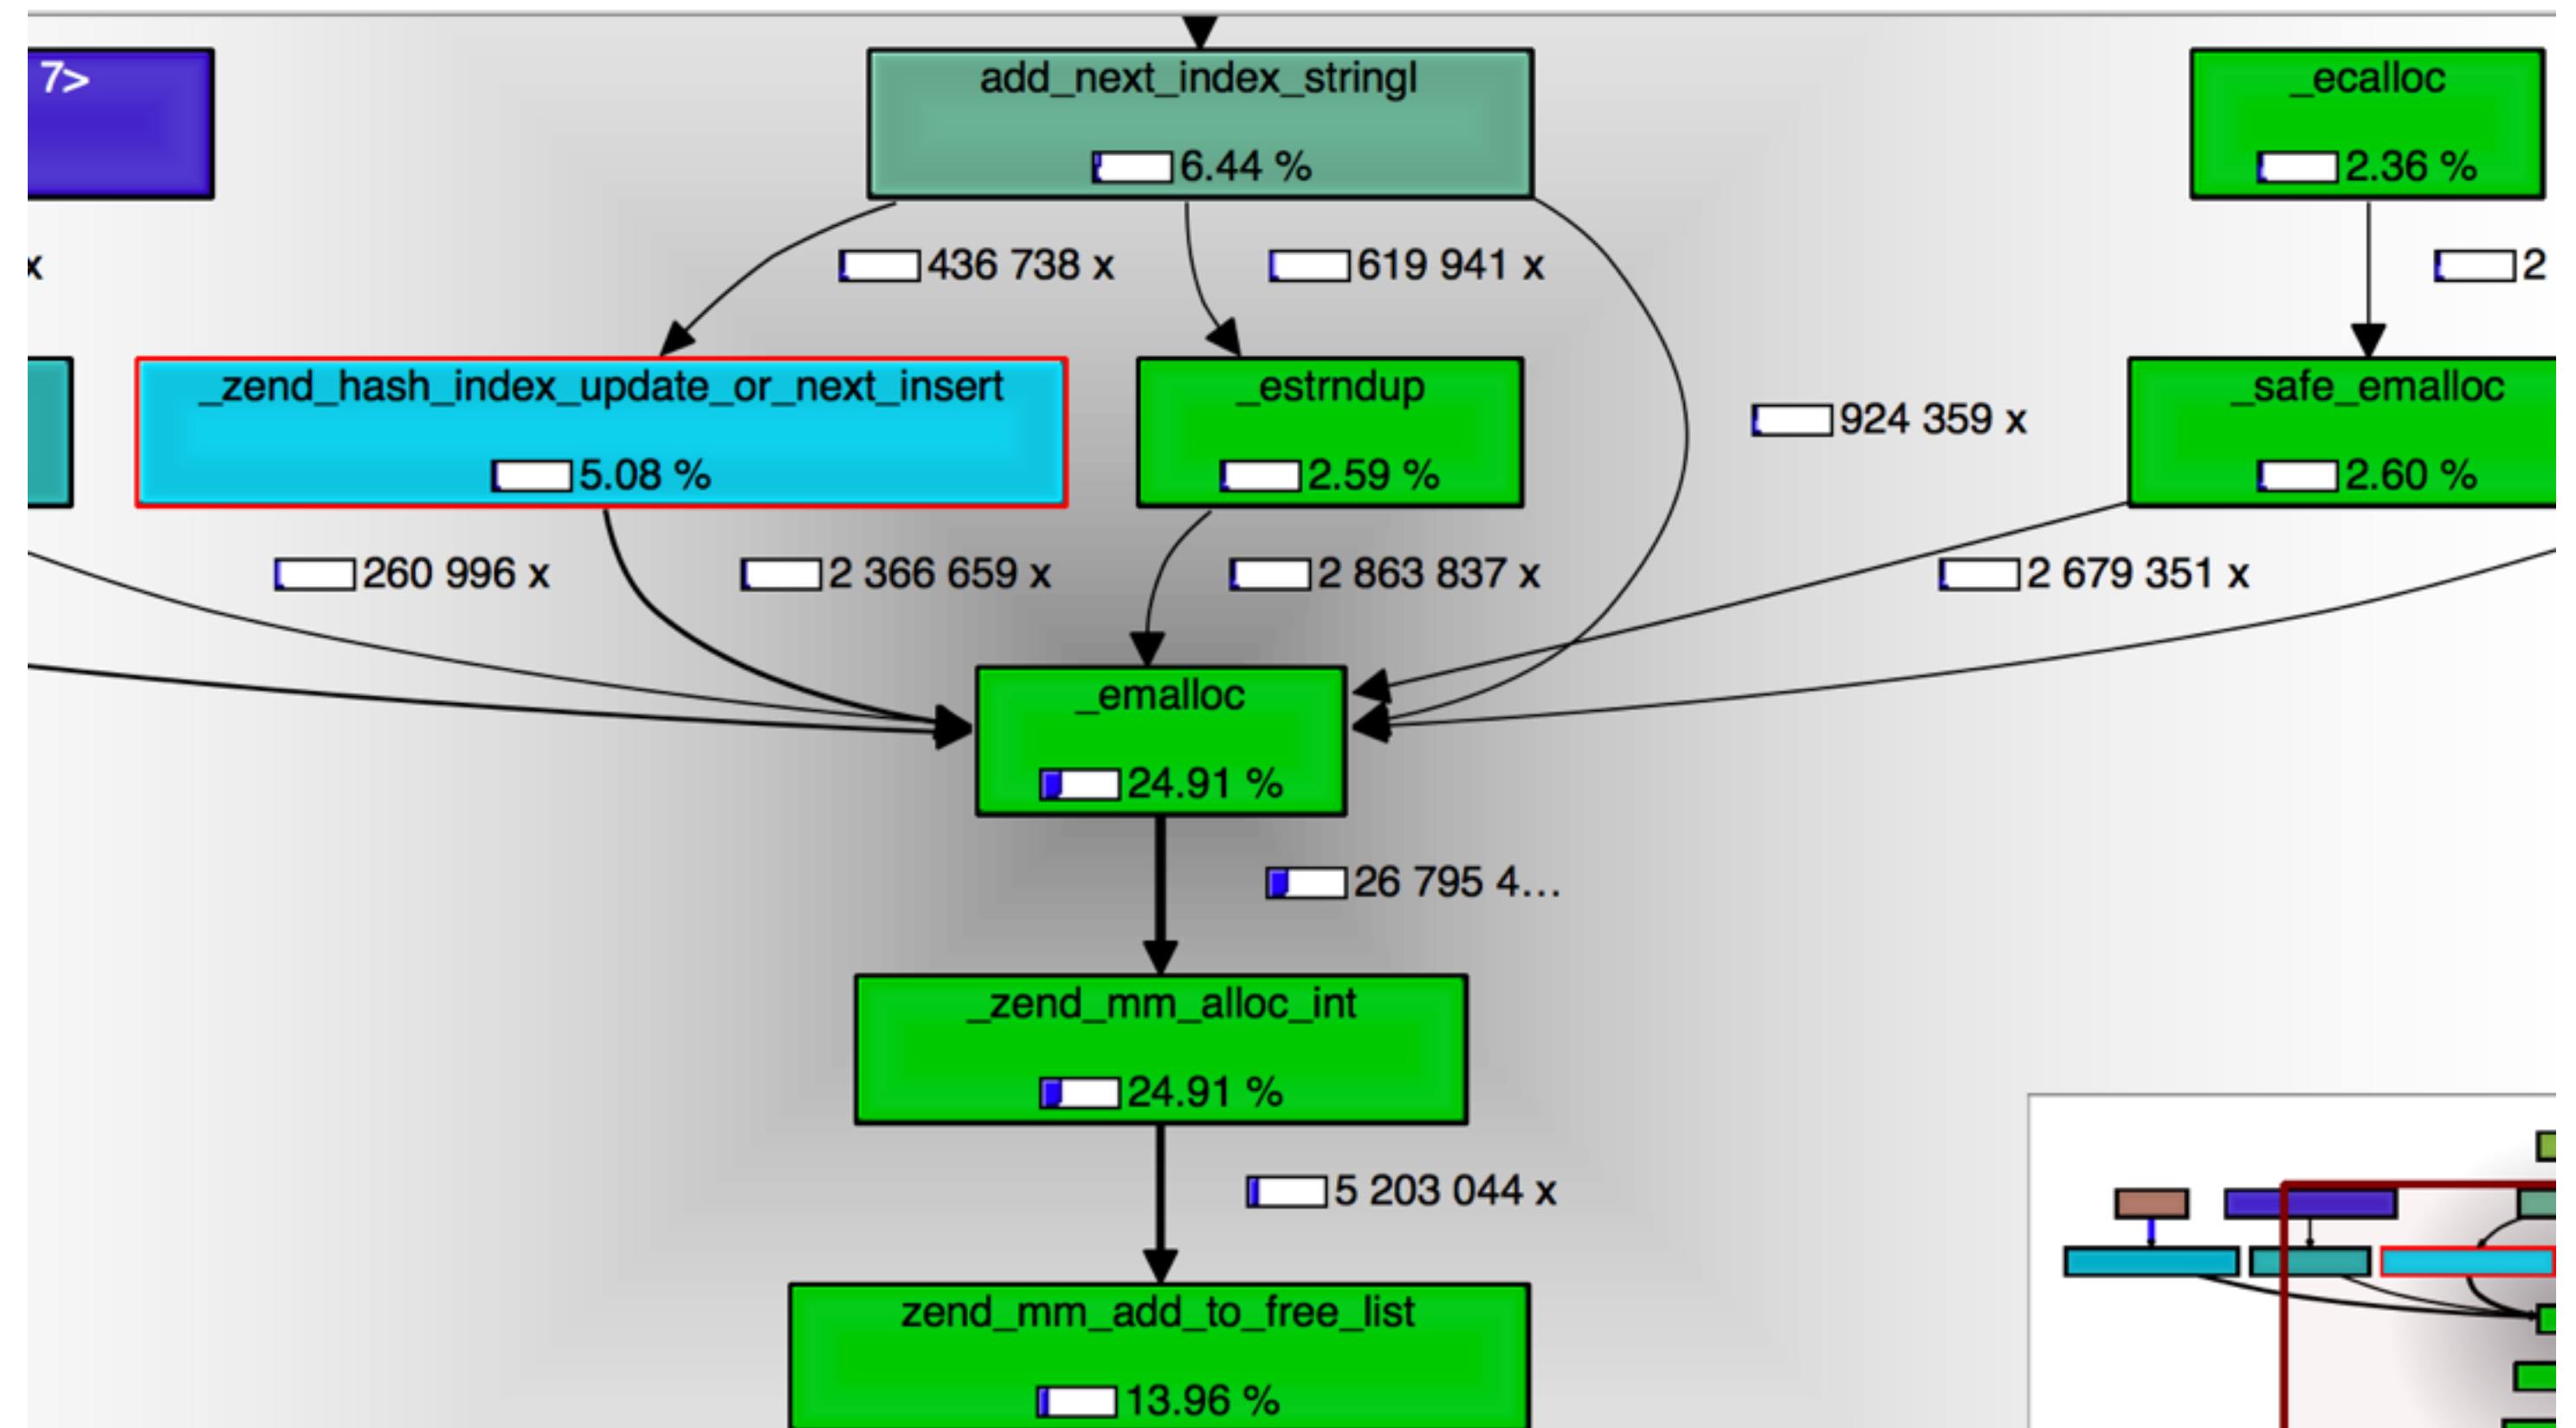 7>
add_next_index_stringl
6.44 %
_ecalloc
2.36 %
x
436 738 x
619 941 x
2
_zend_hash_index_update_or_next_insert
5.08 %
_estrndup
2.59 %
924 359 x
_safe_emalloc
2.60 %
260 996 x
2 366 659 x
2 863 837 x
2 679 351 x
_emalloc
24.91 %
26 795 4...
_zend_mm_alloc_int
24.91 %
5 203 044 x
zend_mm_add_to_free_list
13.96 %